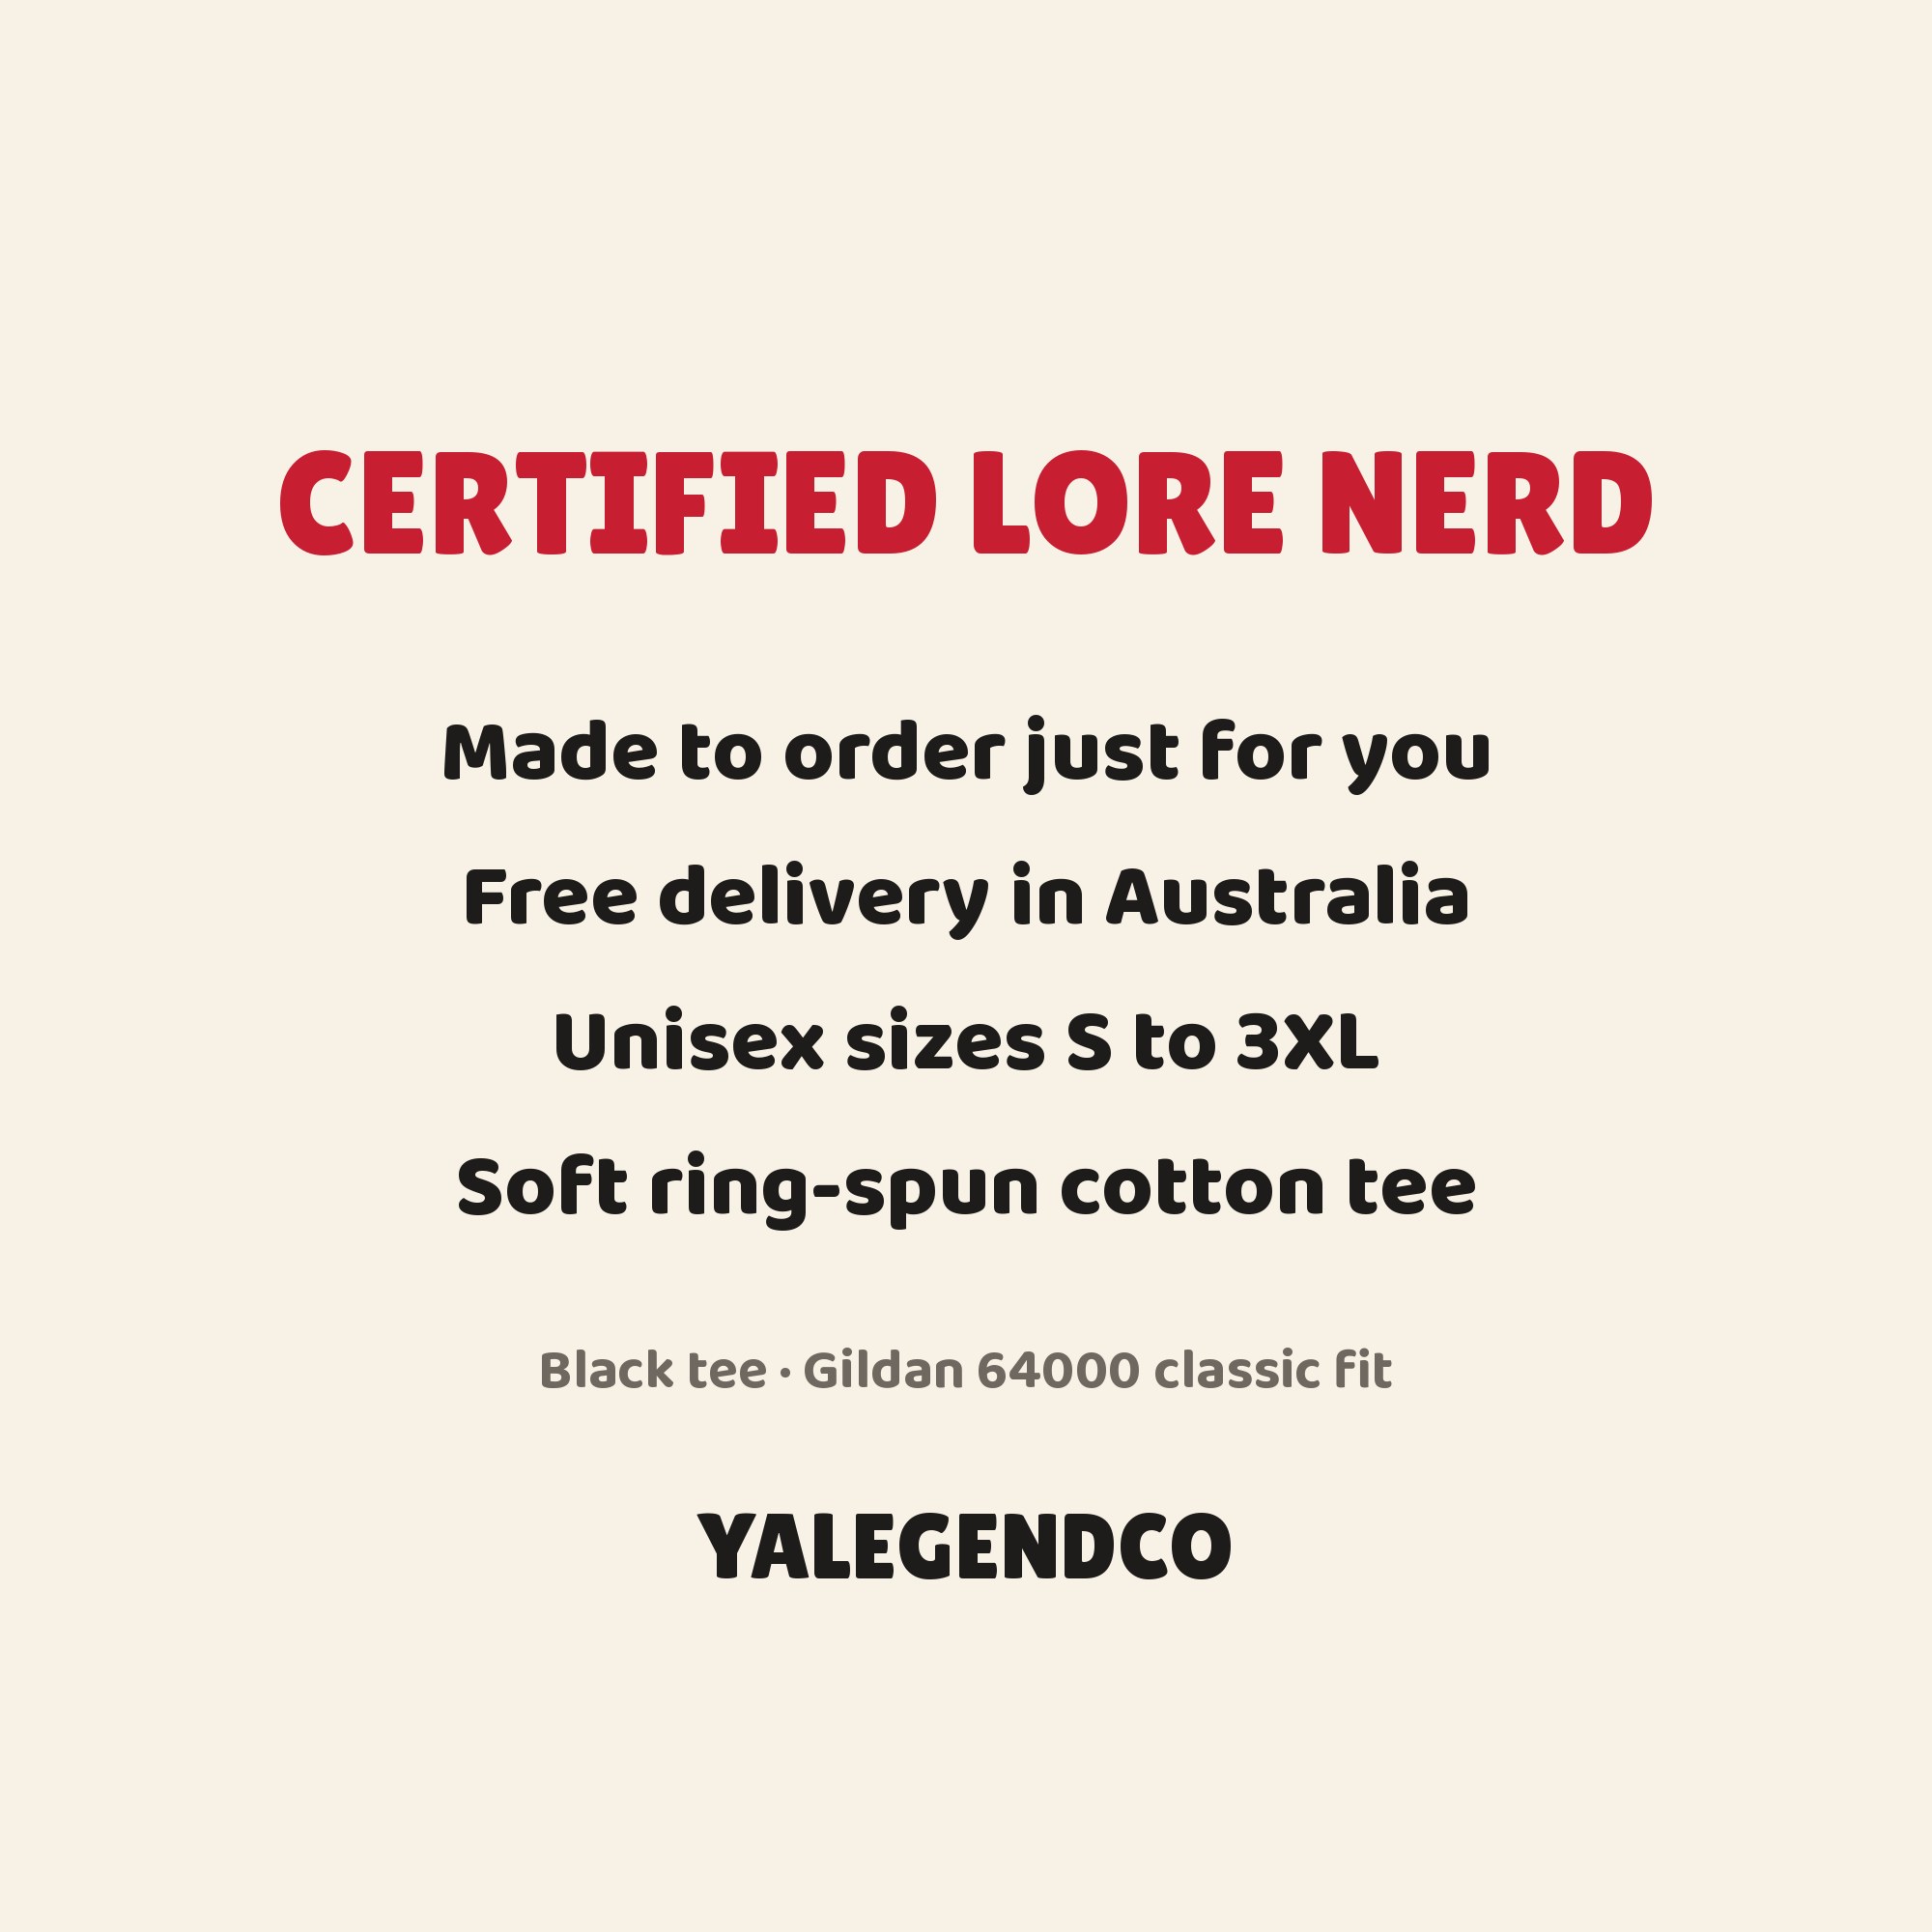 CERTIFIED LORE NERD
Made to order just for you
Free delivery in Australia
Unisex sizes S to 3XL
Soft ring-spun cotton tee
Black tee · Gildan 64000 classic fit
YALEGENDCO